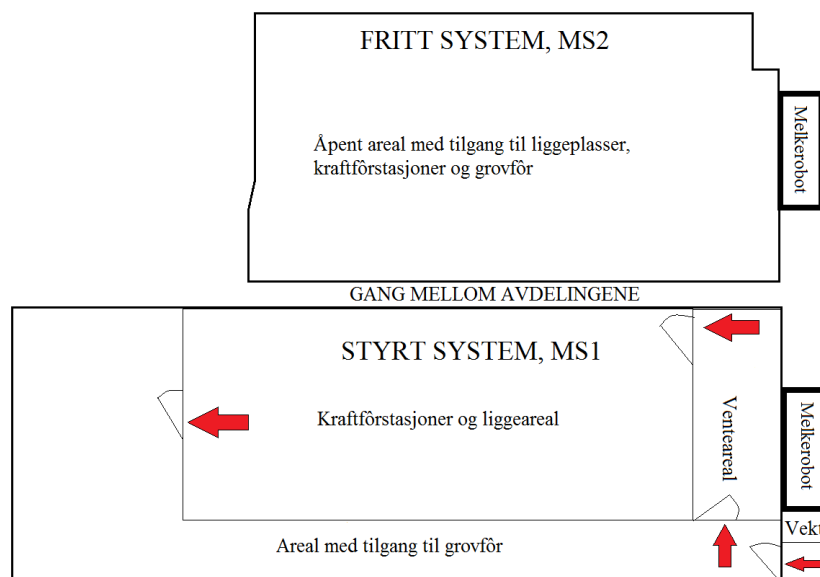 FRITT SYSTEM, MS2
Åpent areal med tilgang til liggeplasser,
kraftfôrstasjoner og grovfôr
Melkerobot
GANG MELLOM AVDELINGENE
STYRT SYSTEM, MS1
Kraftfôrstasjoner og liggeareal
Venteareal
Melkerobot
Vekt
Areal med tilgang til grovfôr